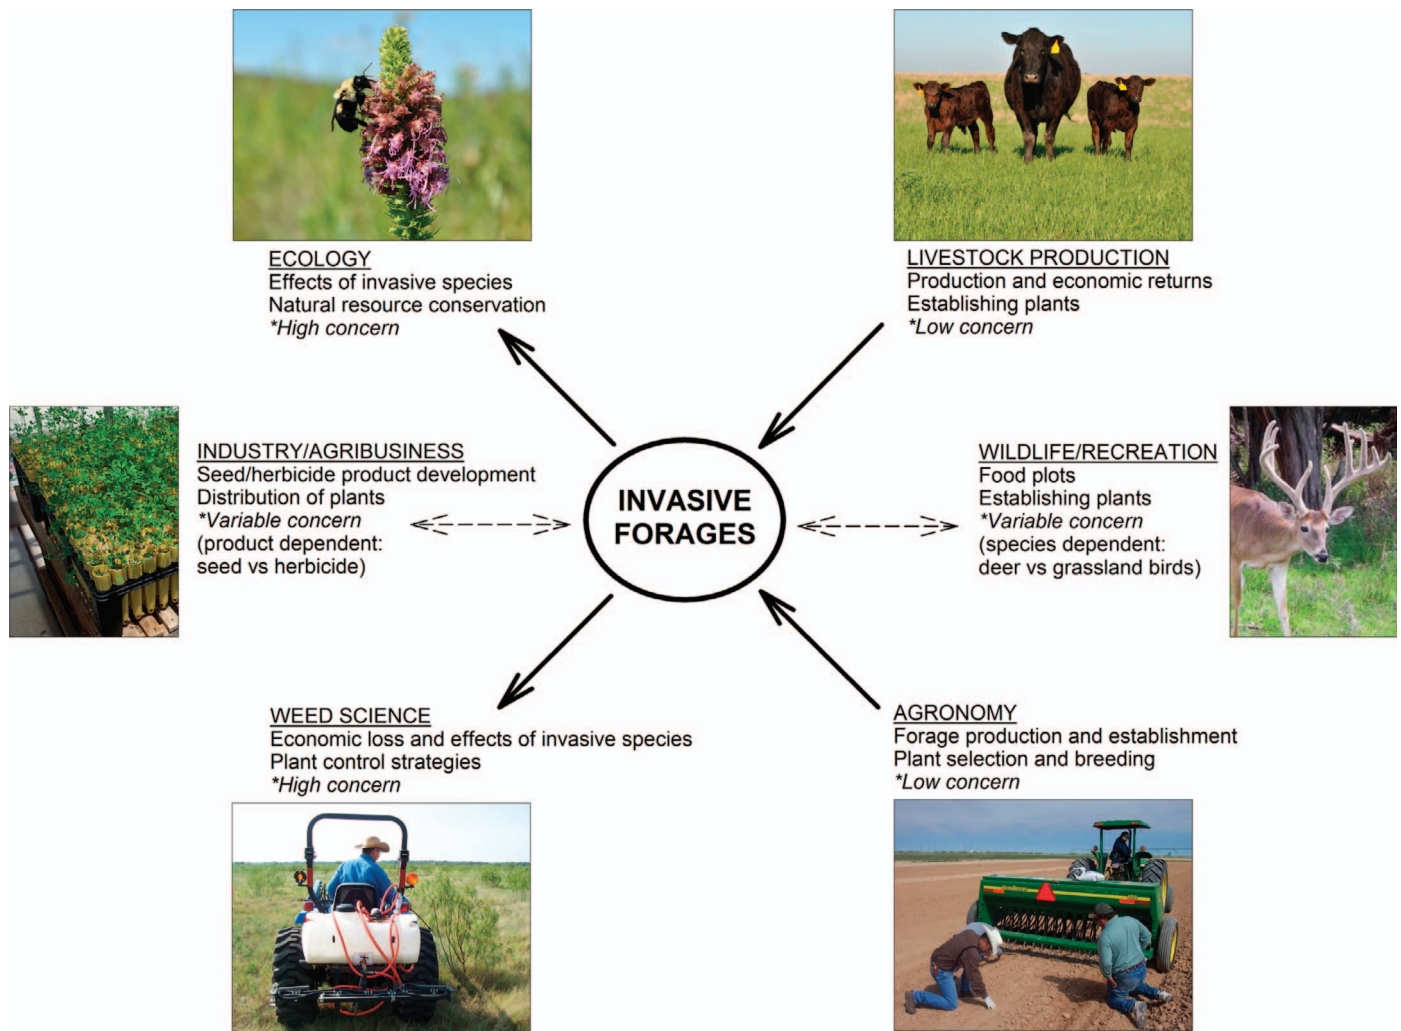 ECOLOGY
Effects of invasive species
Natural resource conservation
*High concern
LIVESTOCK PRODUCTION
Production and economic returns
Establishing plants
*Low concern
INDUSTRY/AGRIBUSINESS
Seed/herbicide product development
Distribution of plants
*Variable concern
(product dependent:
seed vs herbicide)
INVASIVE
FORAGES
WILDLIFE/RECREATION
Food plots
Establishing plants
*Variable concern
(species dependent:
deer vs grassland birds)
WEED SCIENCE
Economic loss and effects of invasive species
Plant control strategies
*High concern
AGRONOMY
Forage production and establishment
Plant selection and breeding
*Low concern